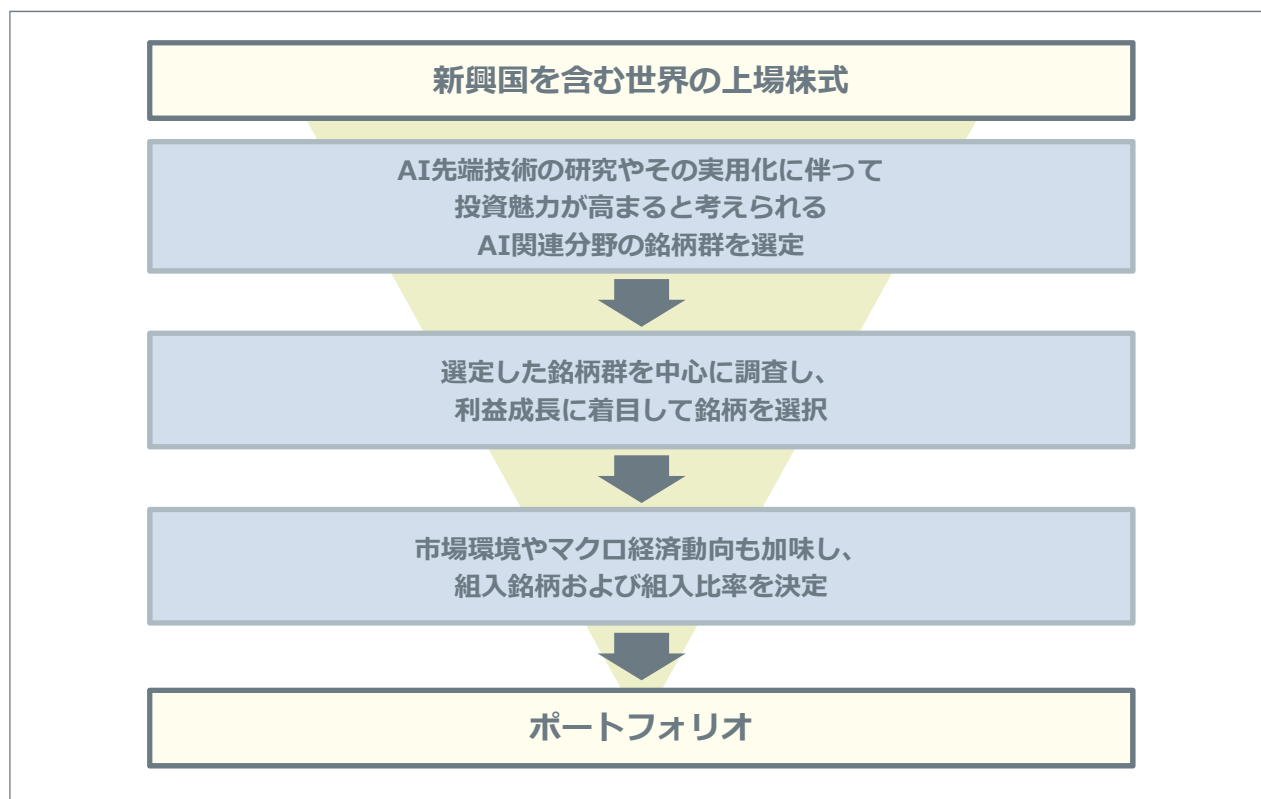 新興国を含む世界の上場株式
AI先端技術の研究やその実用化に伴って
投資魅力が高まると考えられる
AI関連分野の銘柄群を選定
選定した銘柄群を中心に調査し、
利益成長に着目して銘柄を選択
市場環境やマクロ経済動向も加味し、
組入銘柄および組入比率を決定
ポートフォリオ